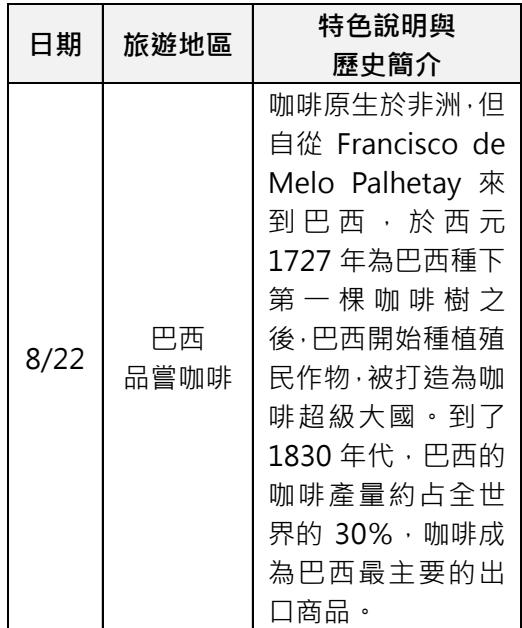 日期
旅遊地區
特色說明與
歷史簡介
8/22
巴西
品嘗咖啡
咖啡原生於非洲，但
自從 Francisco de
Melo Palhetay 來
到巴西，於西元
1727 年為巴西種下
第一棵咖啡樹之
後，巴西開始種植殖
民作物，被打造為咖
啡超級大國。到了
1830 年代，巴西的
咖啡產量約占全世
界的 30%，咖啡成
為巴西最主要的出
口商品。